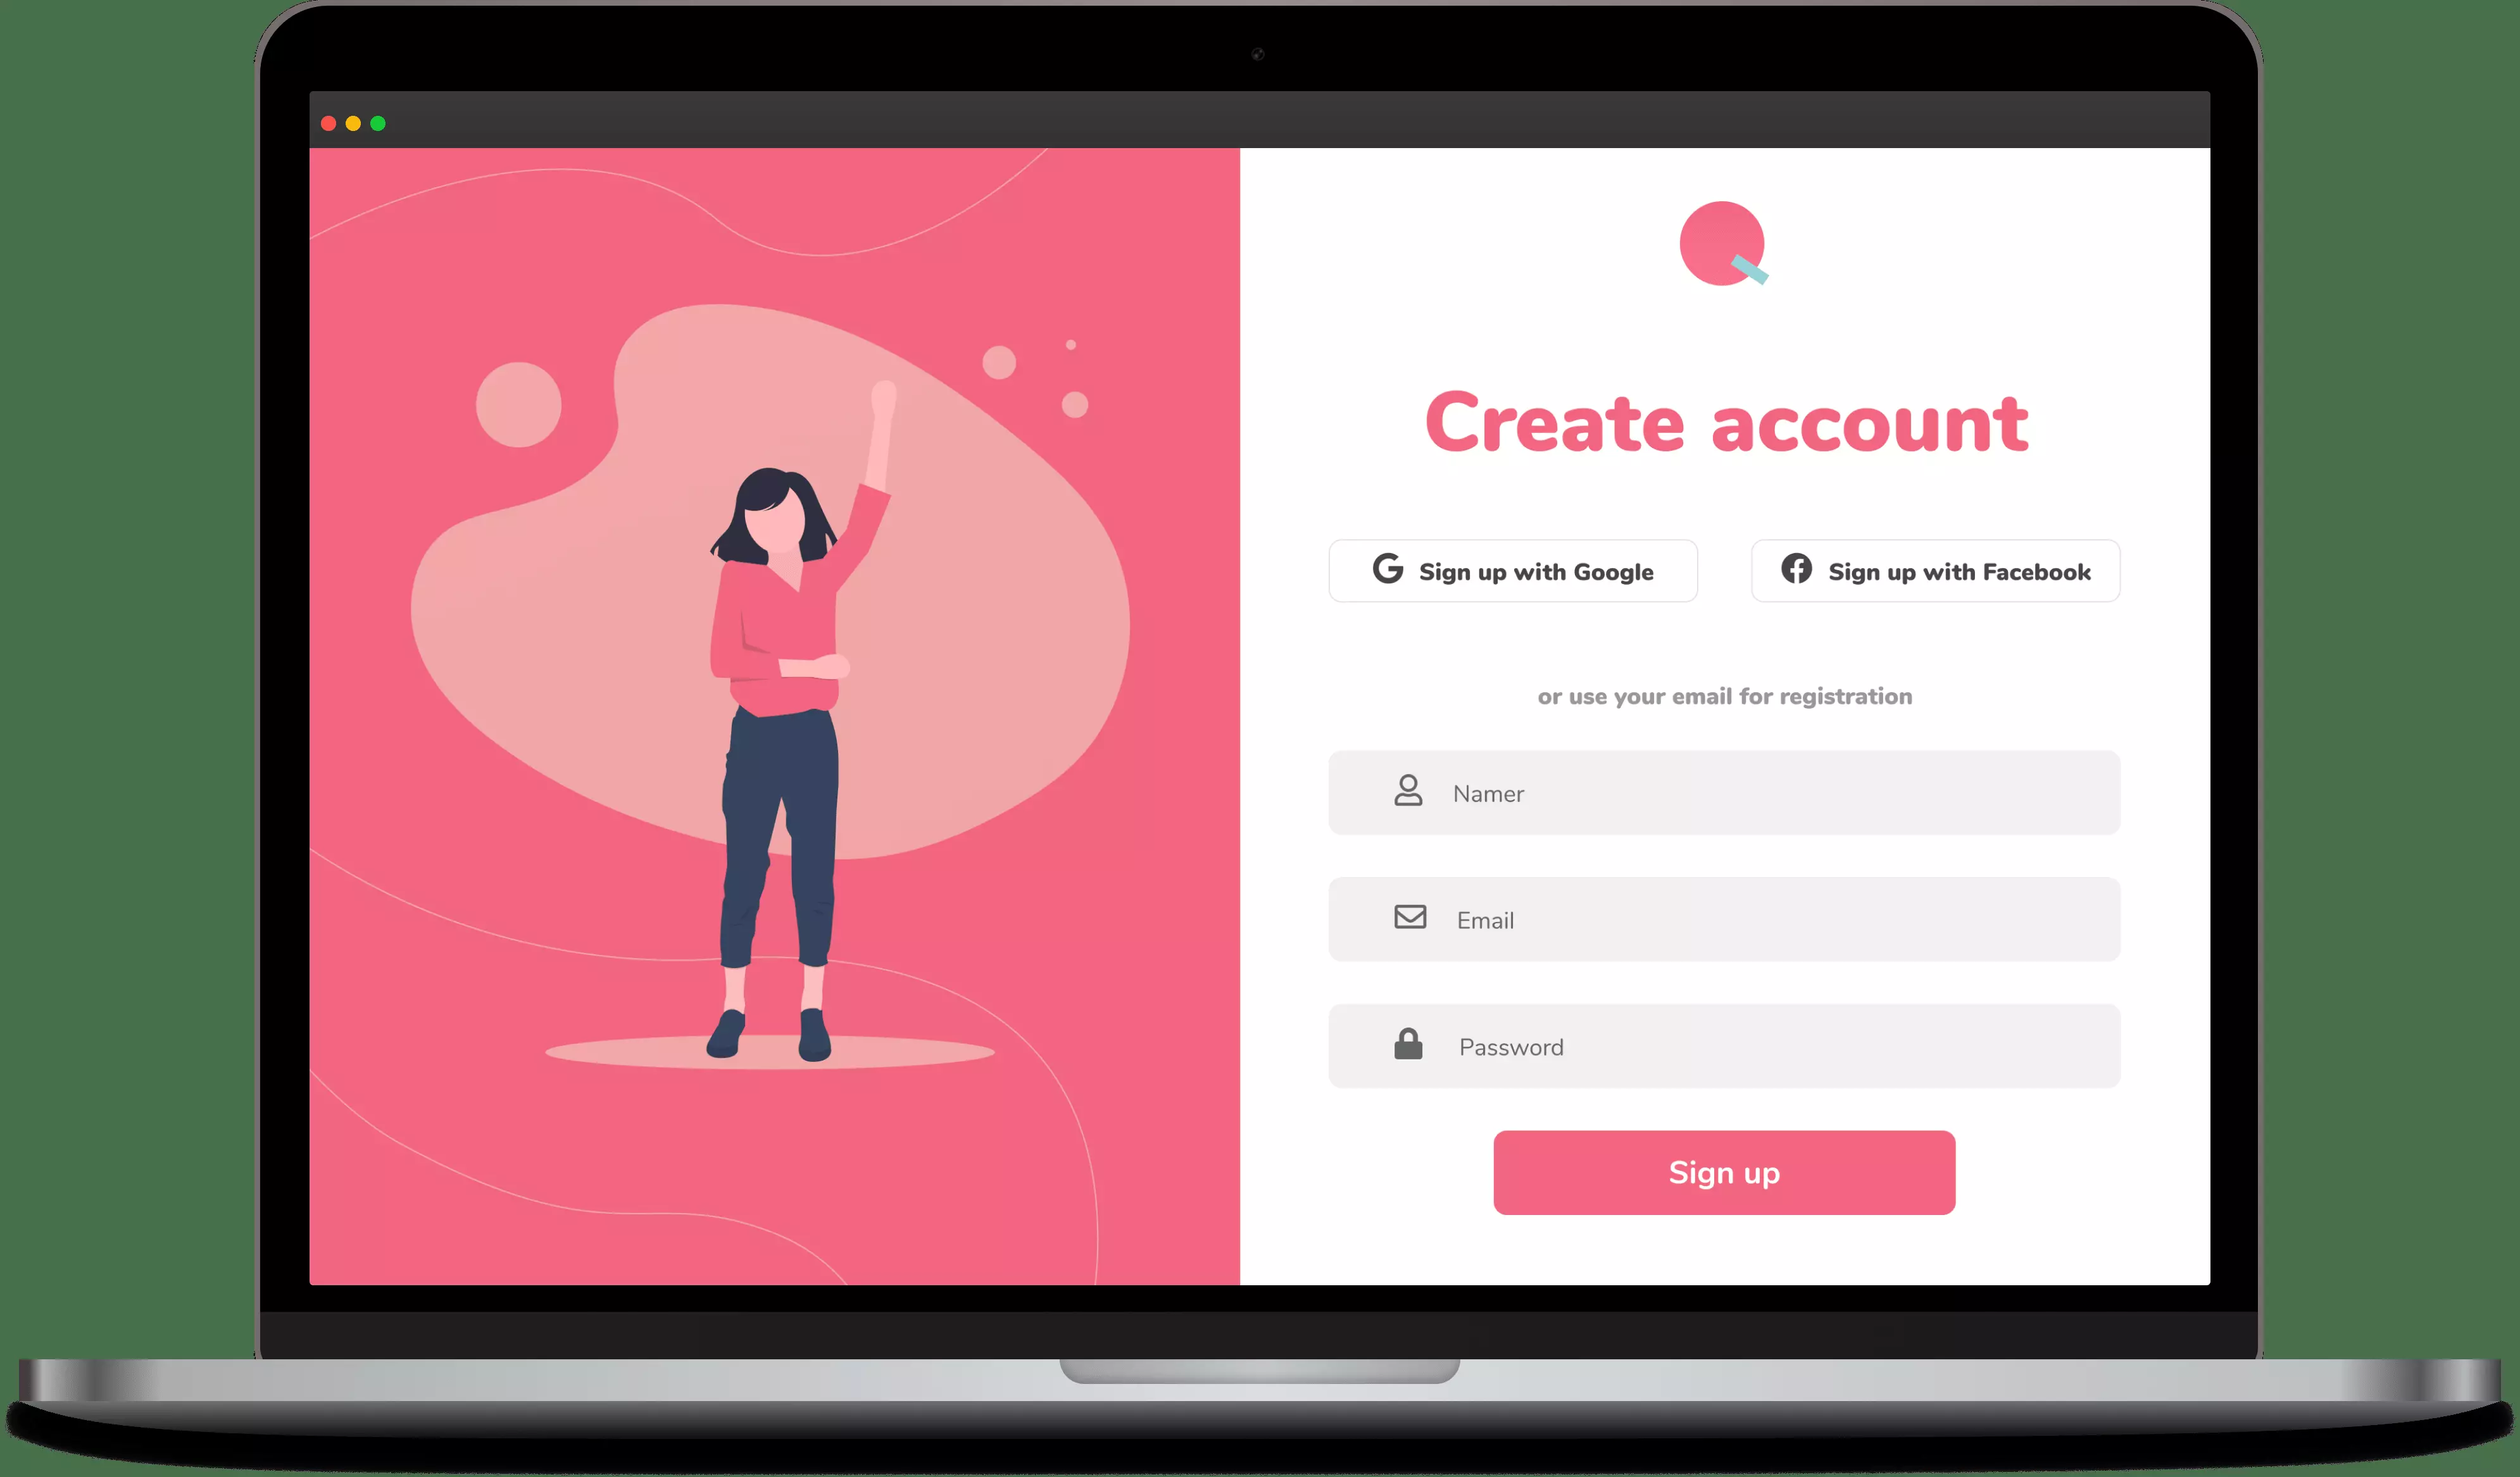 Create account
Sign up with Google
Sign up with Facebook
or use your email for registration
Namer
Email
Password
Sign up